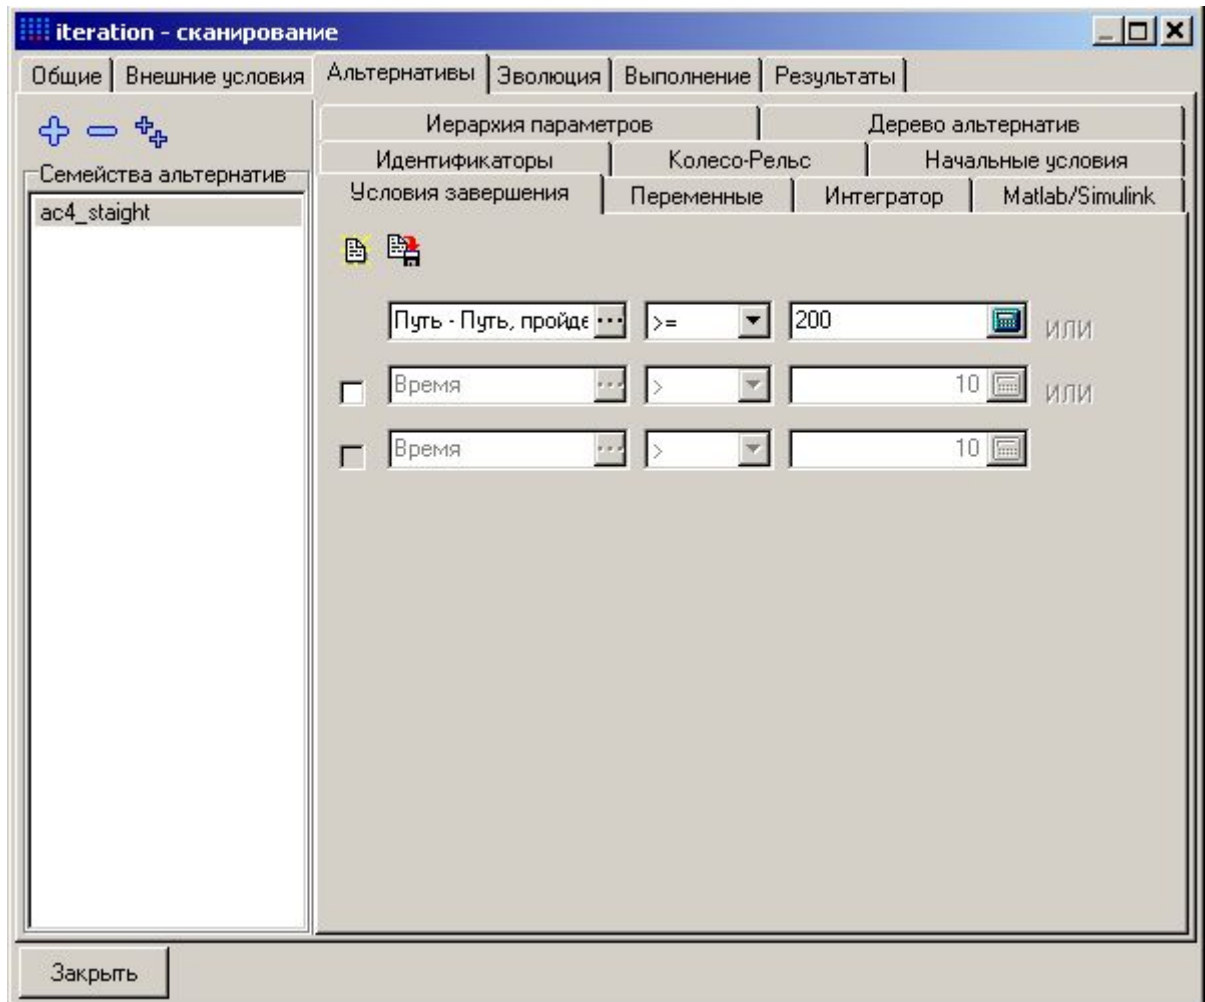 iteration - сканирование
Общие Внешние условия Альтернативы Эволюция Выполнение Результаты
Иерархия параметров Дерево альтернатив
Идентификаторы Колесо-Рельс Начальные условия
Условия завершения Переменные Интегратор Matlab/Simulink
Семейства альтернатив
ac4_staight
Путь - Путь, пройде ... >= 200 ИЛИ
Время ... > 10 ИЛИ
Время ... > 10
Закрыть